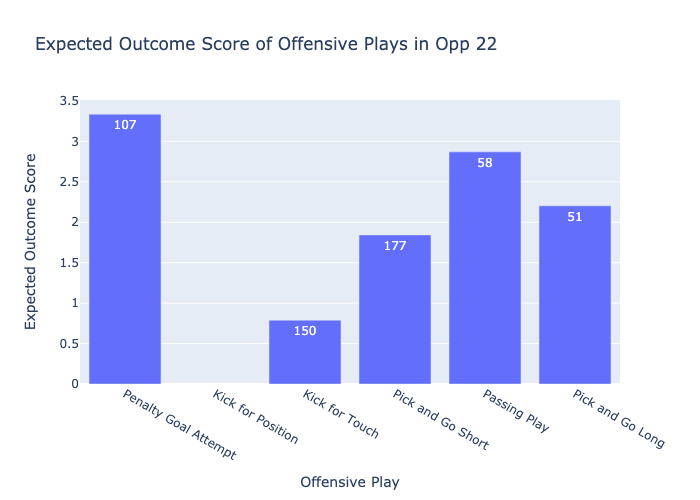 Expected Outcome Score of Offensive Plays in Opp 22
Expected Outcome Score
3.5
3
2.5
2
1.5
1
0.5
0
107
150
177
58
51
Penalty Goal Attempt
Kick for Position
Kick for Touch
Pick and Go Short
Passing Play
Pick and Go Long
Offensive Play